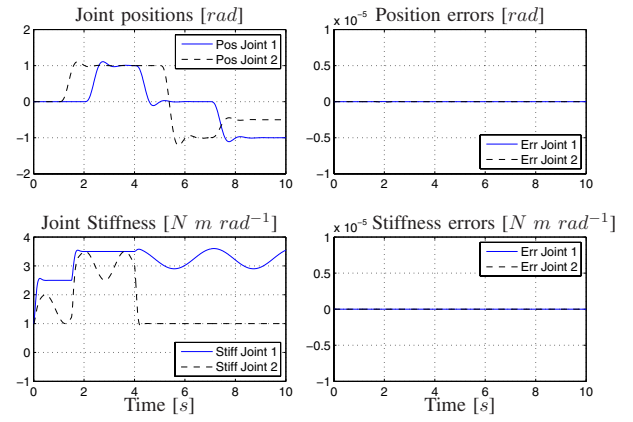 Joint positions [rad]
Pos Joint 1
Pos Joint 2
2
1
0
−1
−2
0 2 4 6 8 10
Position errors [rad]
x 10⁻⁵
1
0.5
0
−0.5
−1
Err Joint 1
Err Joint 2
0 2 4 6 8 10
Joint Stiffness [N m rad⁻¹]
4
3
2
1
0
−1
Stiff Joint 1
Stiff Joint 2
0 2 4 6 8 10
Time [s]
Stiffness errors [N m rad⁻¹]
x 10⁻⁵
1
0.5
0
−0.5
−1
Err Joint 1
Err Joint 2
0 2 4 6 8 10
Time [s]